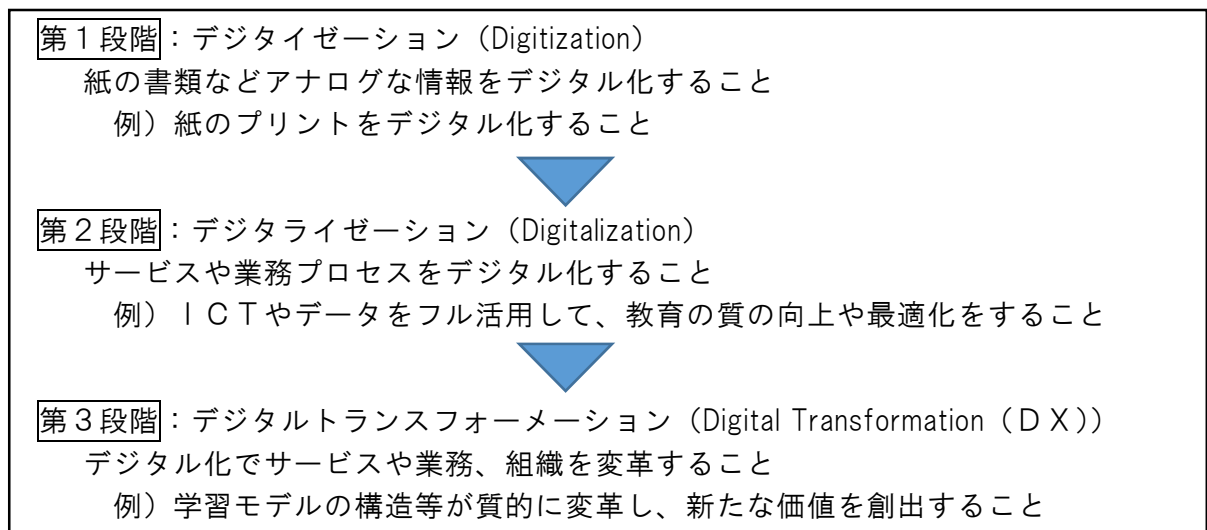 第１段階：デジタイゼーション（Digitization）
紙の書類などアナログな情報をデジタル化すること
例）紙のプリントをデジタル化すること
第２段階：デジタライゼーション（Digitalization）
サービスや業務プロセスをデジタル化すること
例）ＩＣＴやデータをフル活用して、教育の質の向上や最適化をすること
第３段階：デジタルトランスフォーメーション（Digital Transformation（ＤＸ））
デジタル化でサービスや業務、組織を変革すること
例）学習モデルの構造等が質的に変革し、新たな価値を創出すること